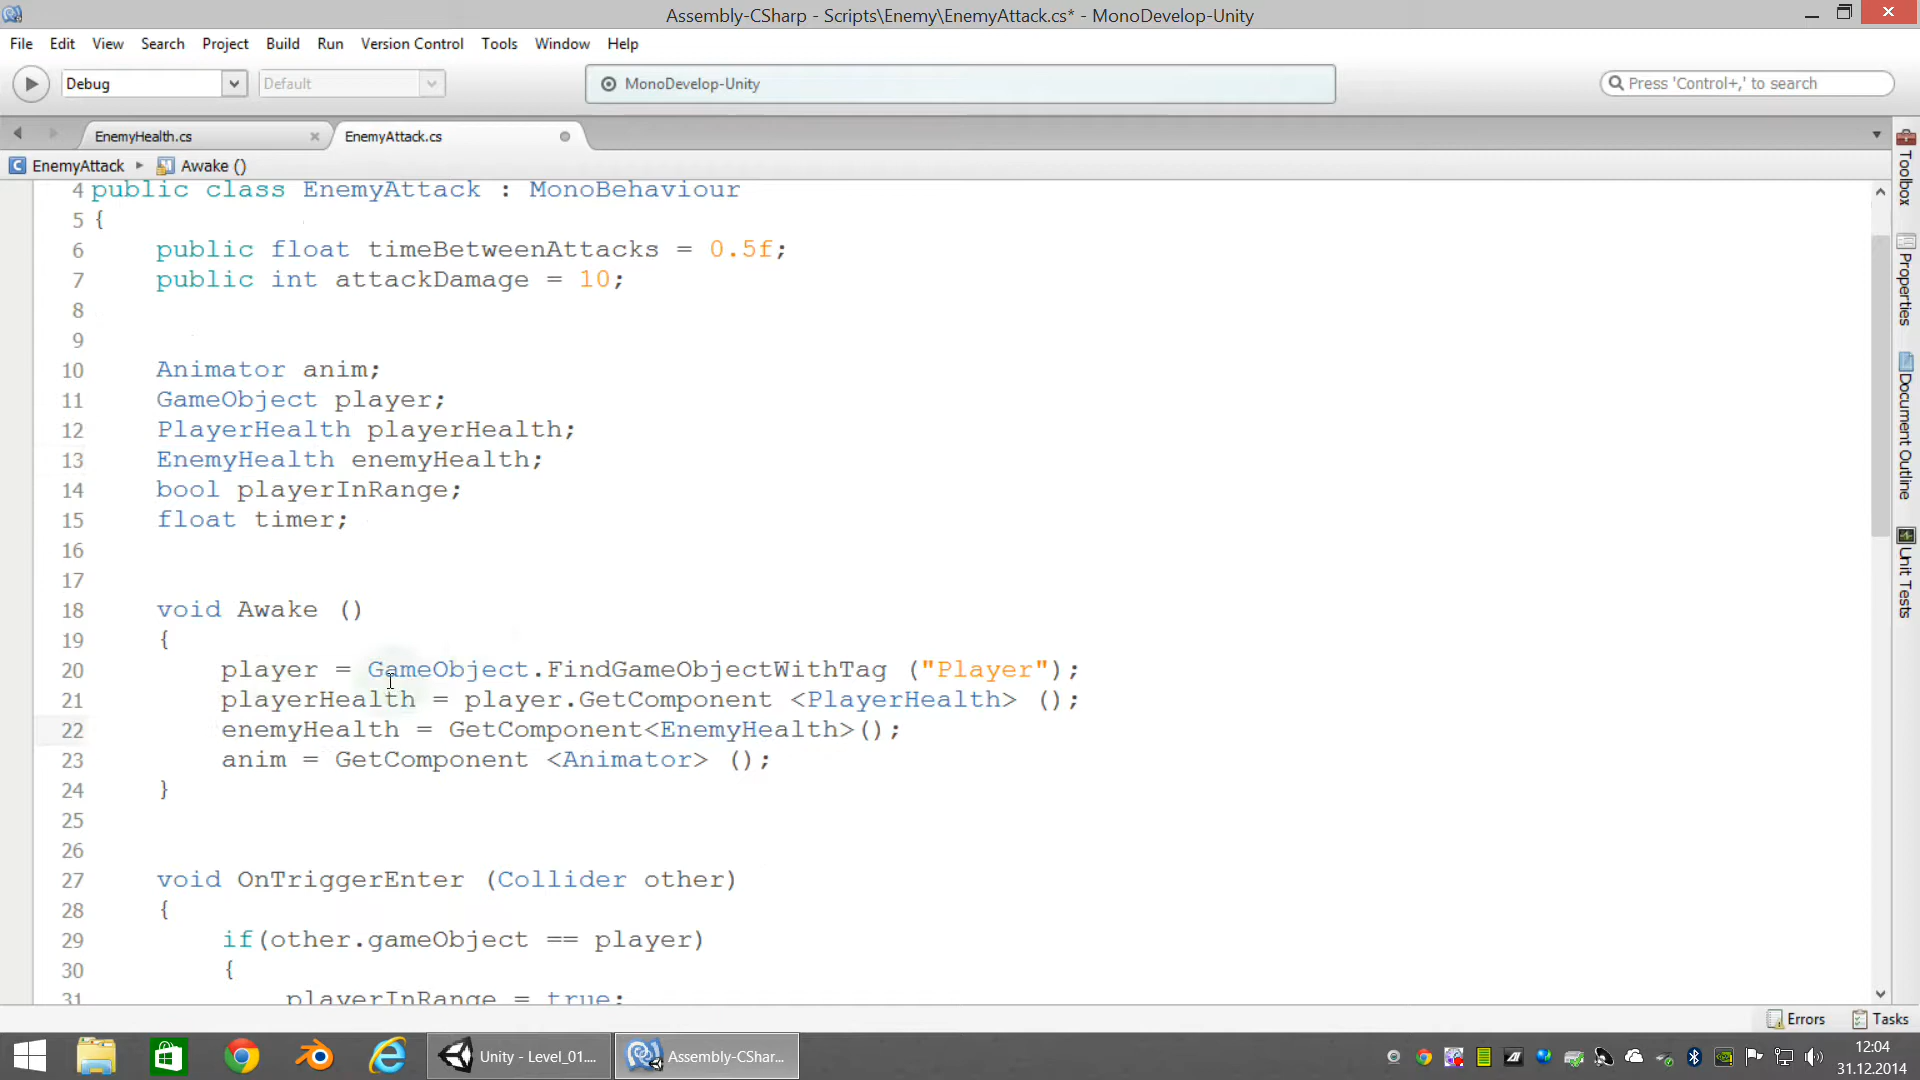 Assembly-CSharp - Scripts\Enemy\EnemyAttack.cs* - MonoDevelop-Unity
File Edit View Search Project Build Run Version Control Tools Window Help
Debug Default MonoDevelop-Unity Press 'Control+,' to search
EnemyHealth.cs EnemyAttack.cs
EnemyAttack Awake ()
4 public class EnemyAttack : MonoBehaviour
5 {
6 public float timeBetweenAttacks = 0.5f;
7 public int attackDamage = 10;
8
9
10 Animator anim;
11 GameObject player;
12 PlayerHealth playerHealth;
13 EnemyHealth enemyHealth;
14 bool playerInRange;
15 float timer;
16
17
18 void Awake ()
19 {
20 player = GameObject.FindGameObjectWithTag ("Player");
21 playerHealth = player.GetComponent <PlayerHealth> ();
22 enemyHealth = GetComponent<EnemyHealth>();
23 anim = GetComponent <Animator> ();
24 }
25
26
27 void OnTriggerEnter (Collider other)
28 {
29 if(other.gameObject == player)
30 {
31 playerInRange = true;
Toolbox
Properties
Document Outline
Unit Tests
Errors Tasks
Unity - Level_01.... Assembly-CShar...
12:04
31.12.2014